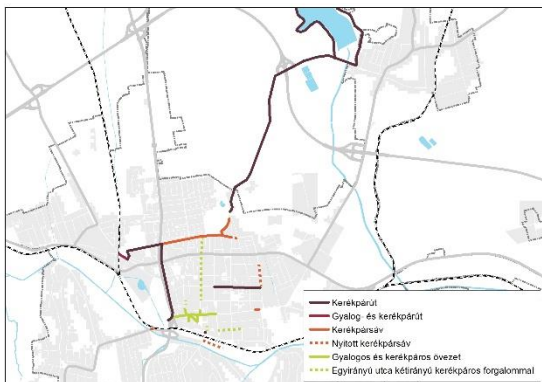 Kerékpárút
Gyalog- és kerékpárút
Kerékpársáv
Nyitott kerékpársáv
Gyalogos és kerékpáros övezet
Egyirányú utca kétirányú kerékpáros forgalommal